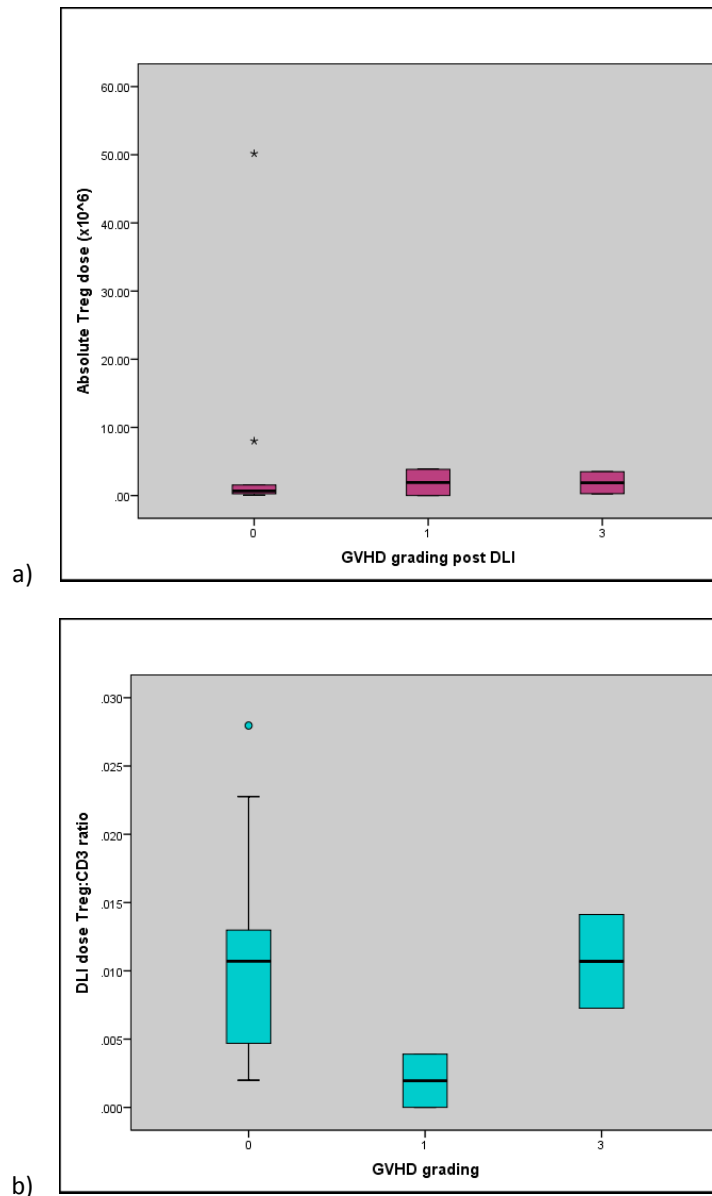 60.00
50.00
40.00
30.00
20.00
10.00
.00
Absolute Treg dose (x10^6)
0 1 3
GVHD grading post DLI
a)
.030
.025
.020
.015
.010
.005
.000
DLI dose Treg:CD3 ratio
0 1 3
GVHD grading
b)